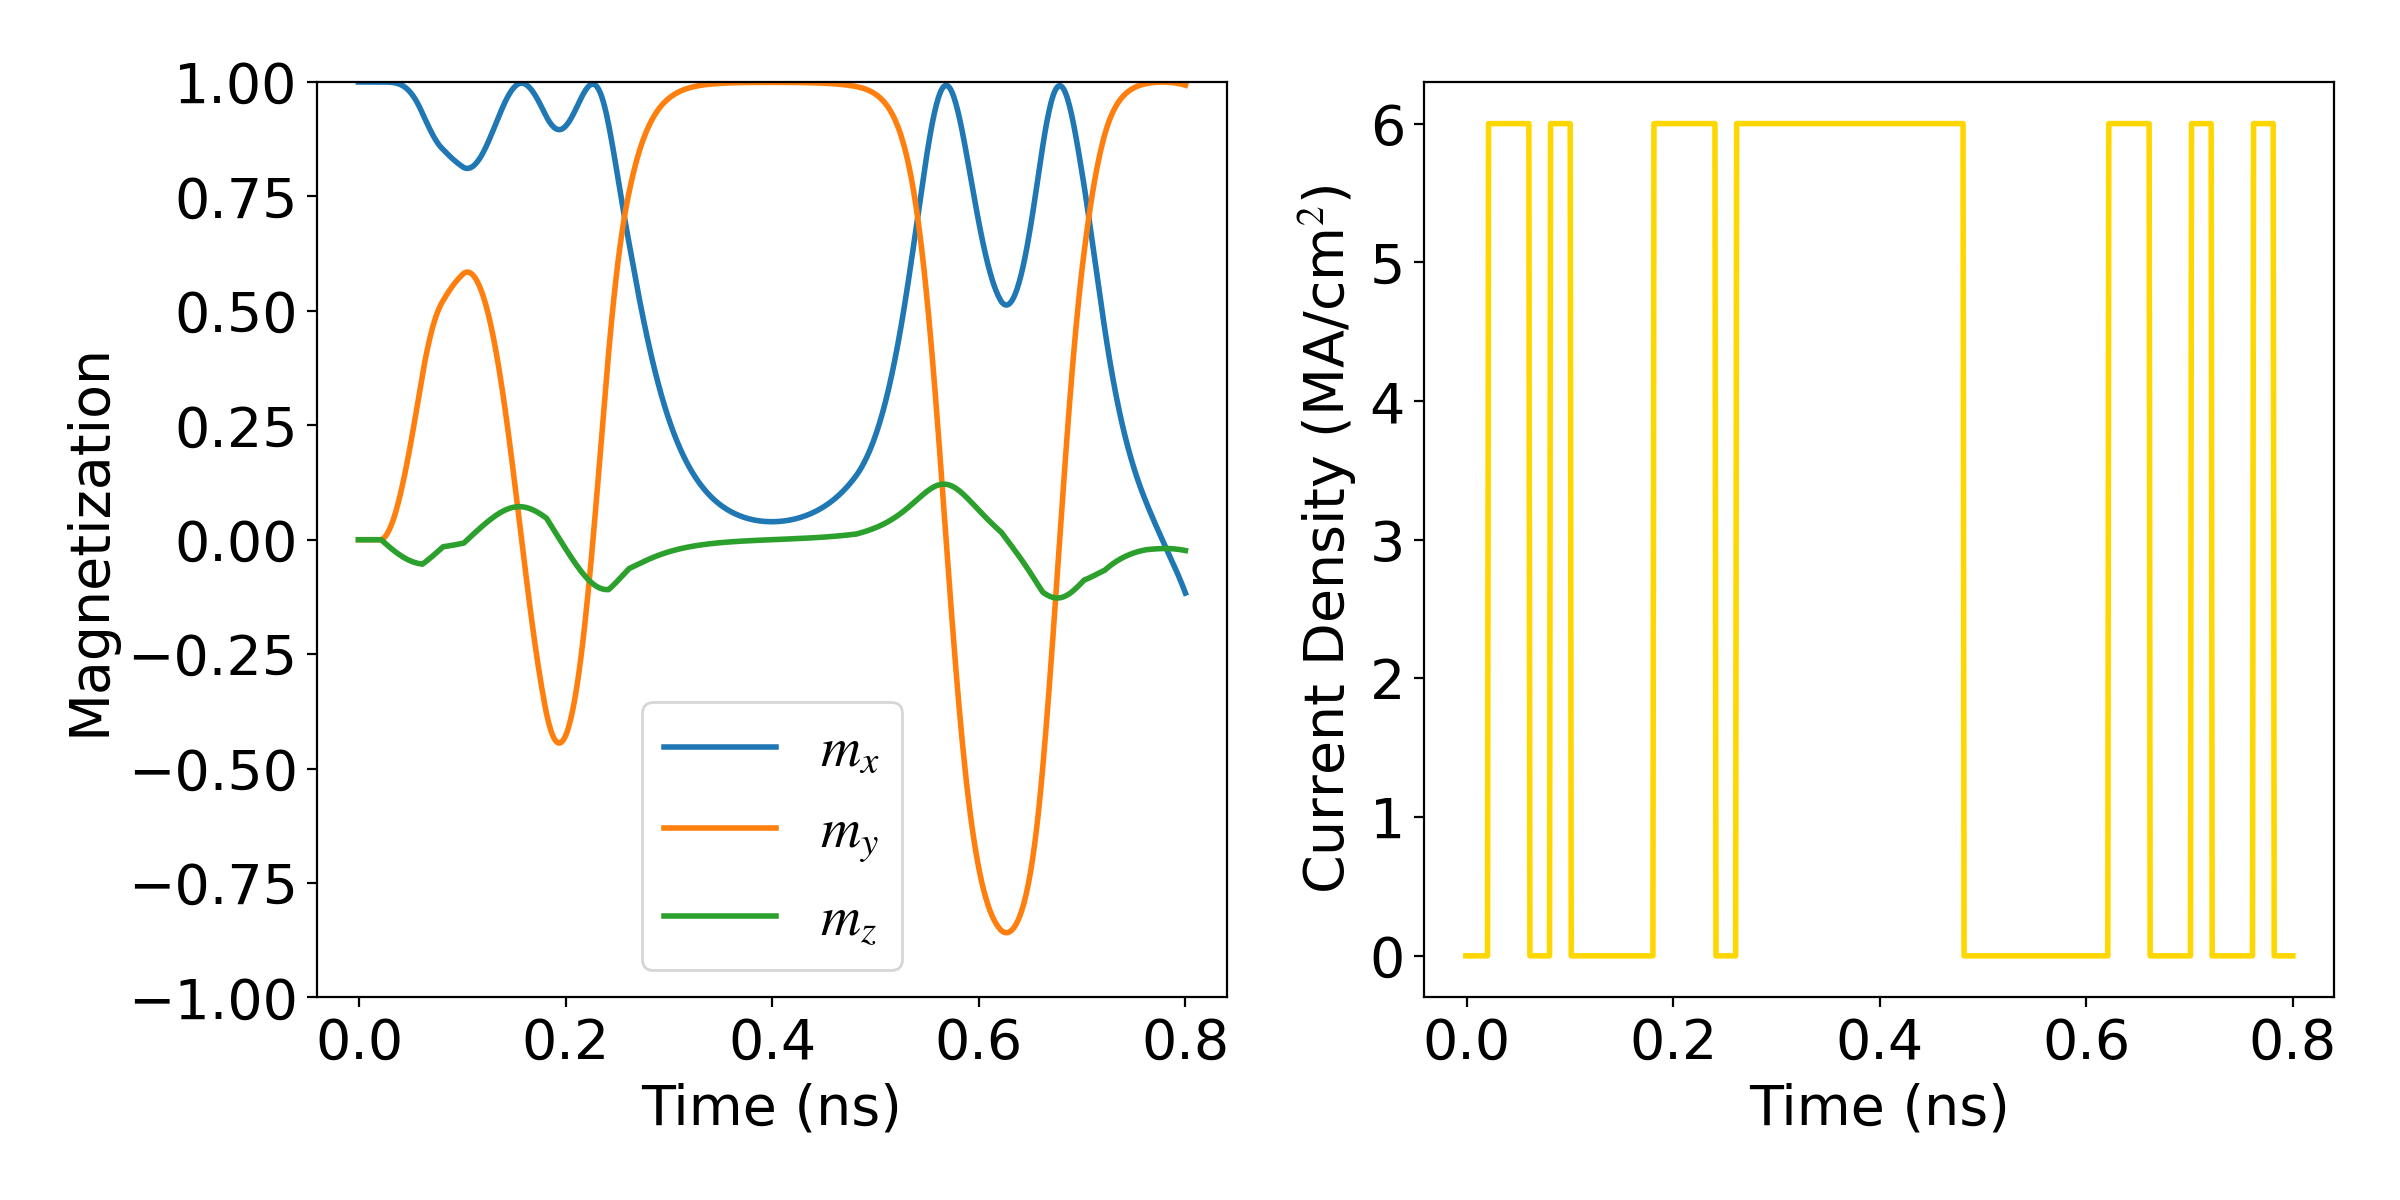 1.00
0.75
0.50
0.25
0.00
−0.25
−0.50
−0.75
−1.00
Magnetization
m_x
m_y
m_z
0.0 0.2 0.4 0.6 0.8
Time (ns)
6
5
4
3
2
1
0
Current Density (MA/cm²)
0.0 0.2 0.4 0.6 0.8
Time (ns)